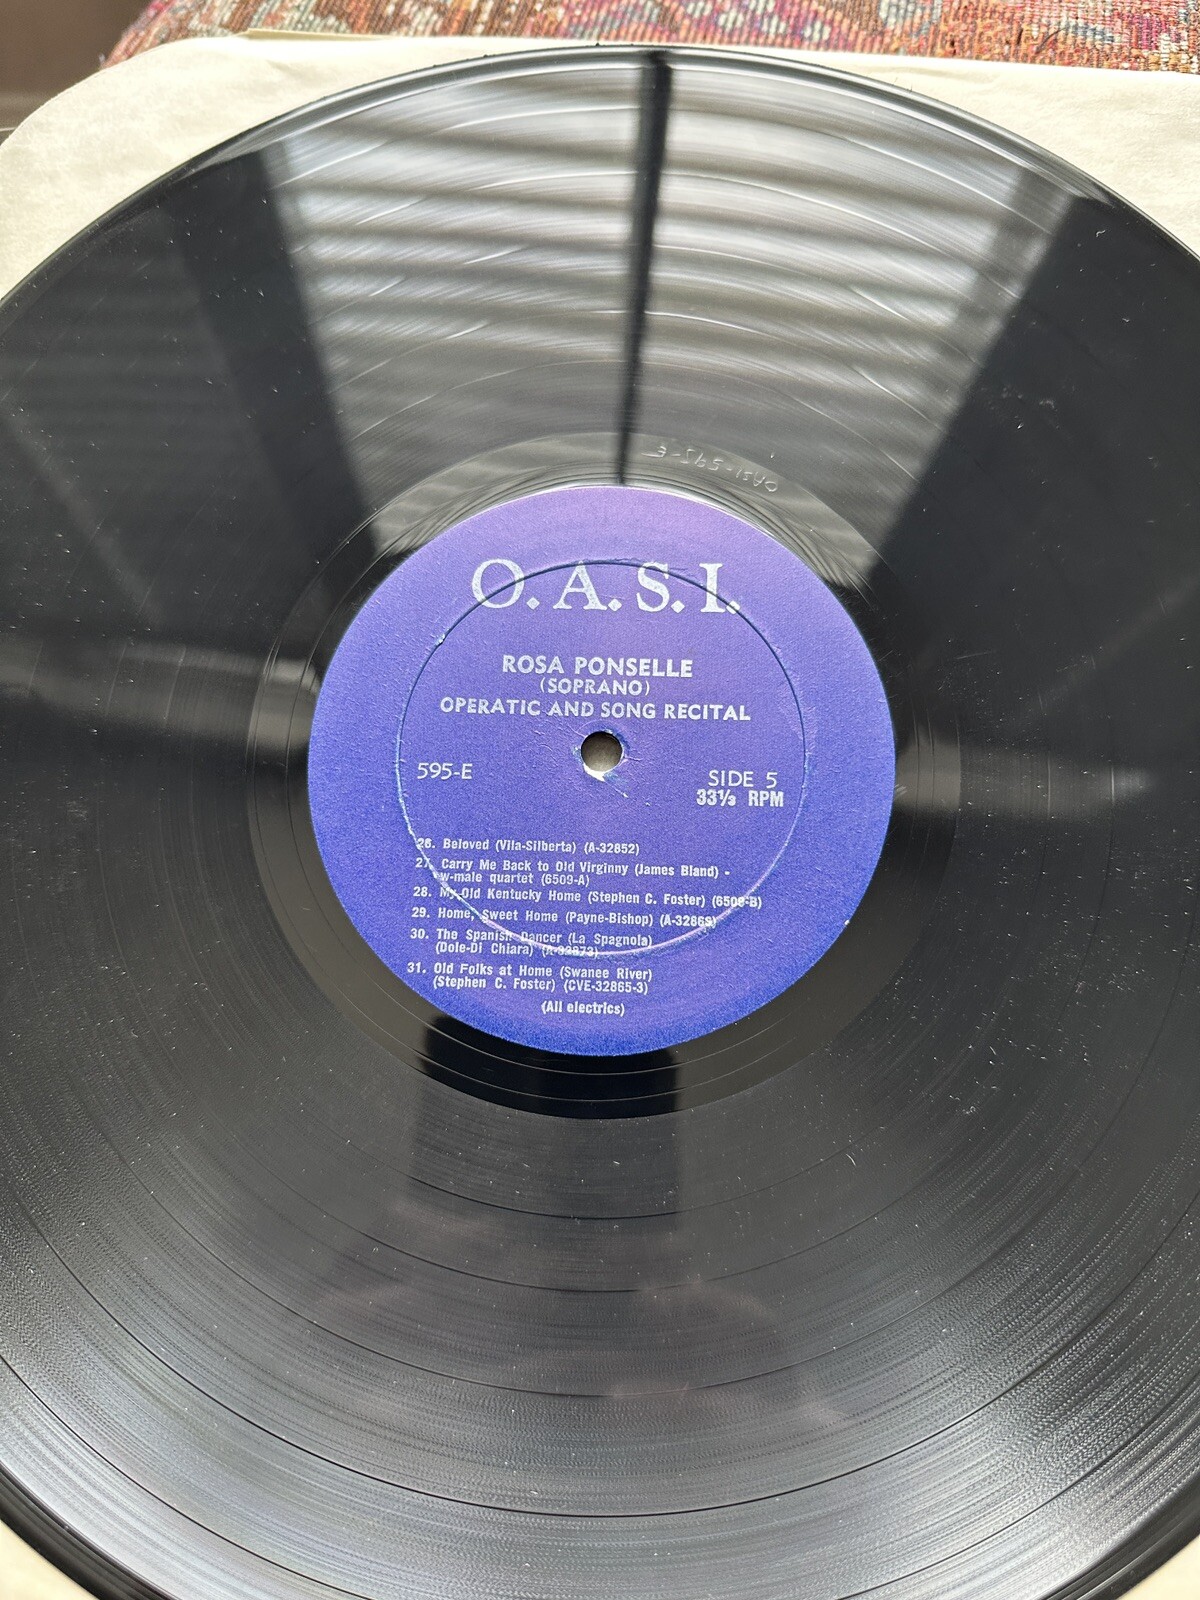 OASI-595-E
O.A.S.I.
ROSA PONSELLE
(SOPRANO)
OPERATIC AND SONG RECITAL
595-E
SIDE 5
33⅓ RPM
26. Beloved (Vila-Silberta) (A-32852)
27. Carry Me Back to Old Virginny (James Bland) -
w-male quartet (6509-A)
28. My Old Kentucky Home (Stephen C. Foster) (6509-B)
29. Home, Sweet Home (Payne-Bishop) (A-32869)
30. The Spanish Dancer (La Spagnola)
(Dole-Di Chiara) (A-32873)
31. Old Folks at Home (Swanee River)
(Stephen C. Foster) (CVE-32865-3)
(All electrics)